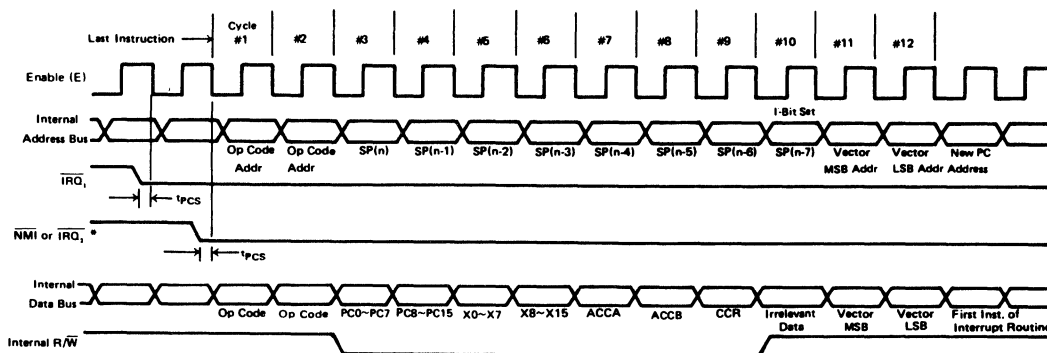 Last Instruction
Cycle #1 #2 #3 #4 #5 #6 #7 #8 #9 #10 #11 #12
Enable (E)
I-Bit Set
Internal Address Bus
Op Code Addr Op Code Addr SP(n) SP(n-1) SP(n-2) SP(n-3) SP(n-4) SP(n-5) SP(n-6) SP(n-7) Vector MSB Addr Vector LSB Addr New PC Address
IRQ₁
tPCS
NMI or IRQ₁ *
tPCS
Internal Data Bus
Op Code Op Code PC0~PC7 PC8~PC15 X0~X7 X8~X15 ACCA ACCB CCR Irrelevant Data Vector MSB Vector LSB First Inst. of Interrupt Routine
Internal R/W